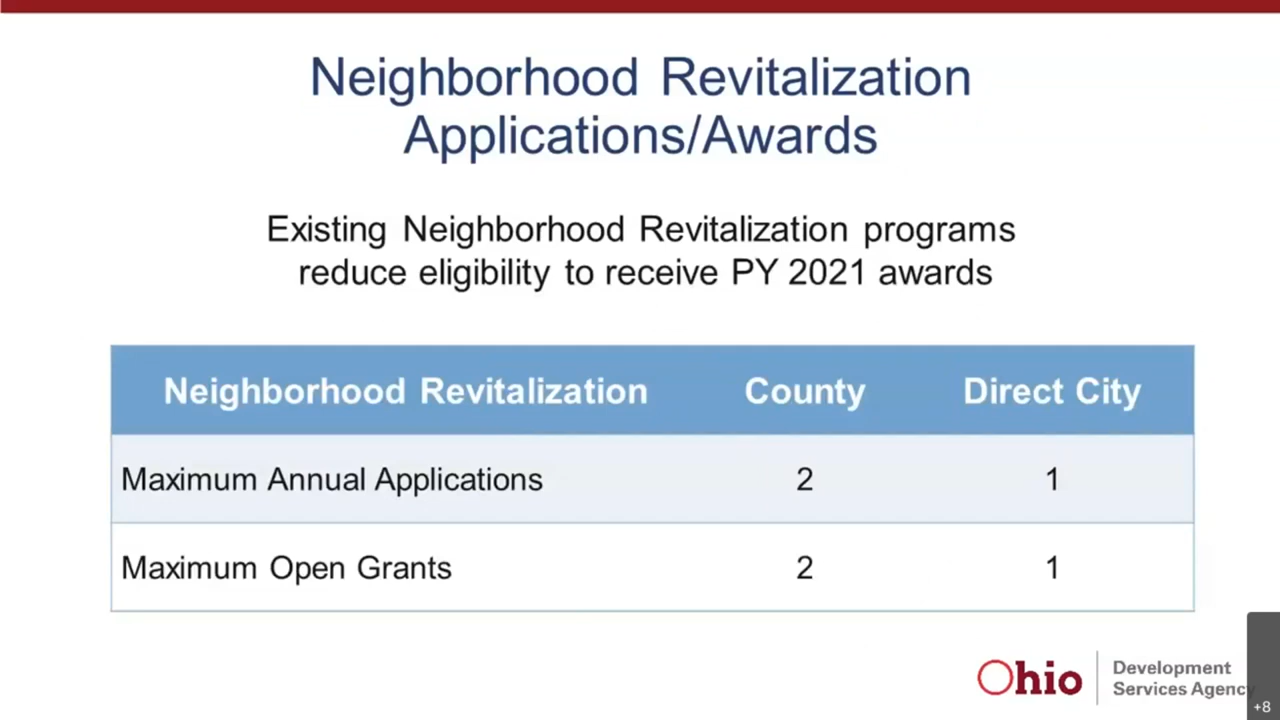 Neighborhood Revitalization
Applications/Awards
Existing Neighborhood Revitalization programs
reduce eligibility to receive PY 2021 awards
Neighborhood Revitalization County Direct City
Maximum Annual Applications 2 1
Maximum Open Grants 2 1
Ohio
Development
Services Agency
+8